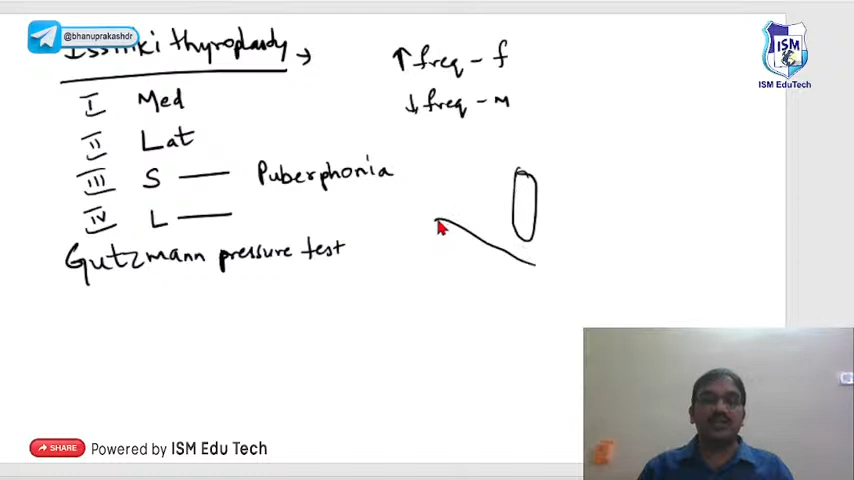 @bhanuprakashdr
thyroplasty → ↑ freq - f
I Med ↓ freq - m
II Lat
III S — Puberphonia
IV L —
Gutzmann pressure test
ISM
ISM EduTech
SHARE Powered by ISM Edu Tech